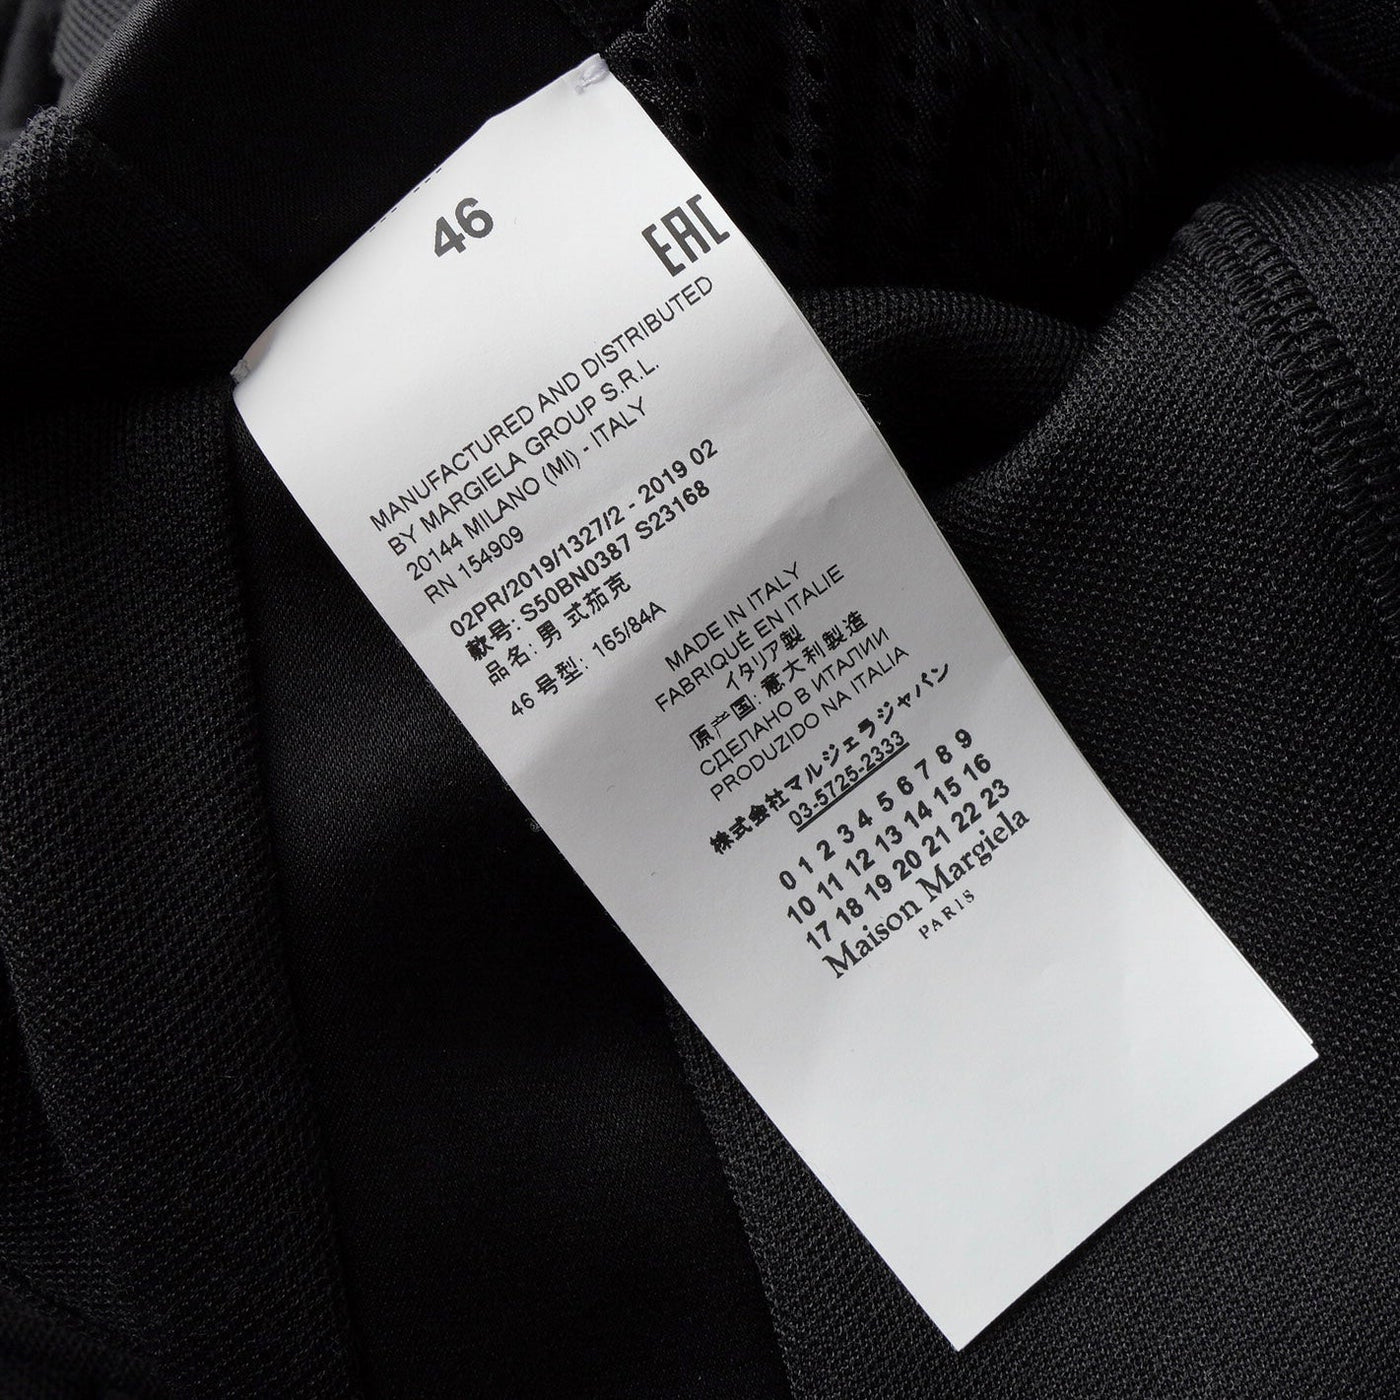 46
EAC
MANUFACTURED AND DISTRIBUTED
BY MARGIELA GROUP S.R.L.
20144 MILANO (MI) - ITALY
RN 154909
02PR/2019/1327/2 - 2019 02
款号: S50BN0387 S23168
品名: 男 式茄克
46 号型: 165/84A
MADE IN ITALY
FABRIQUÉ EN ITALIE
イタリア製
原产国: 意大利製造
СДЕЛАНО В ИТАЛИИ
PRODUZIDO NA ITALIA
株式会社マルジェラジャパン
03-5725-2333
0 1 2 3 4 5 6 7 8 9
10 11 12 13 14 15 16
17 18 19 20 21 22 23
Maison Margiela
PARIS